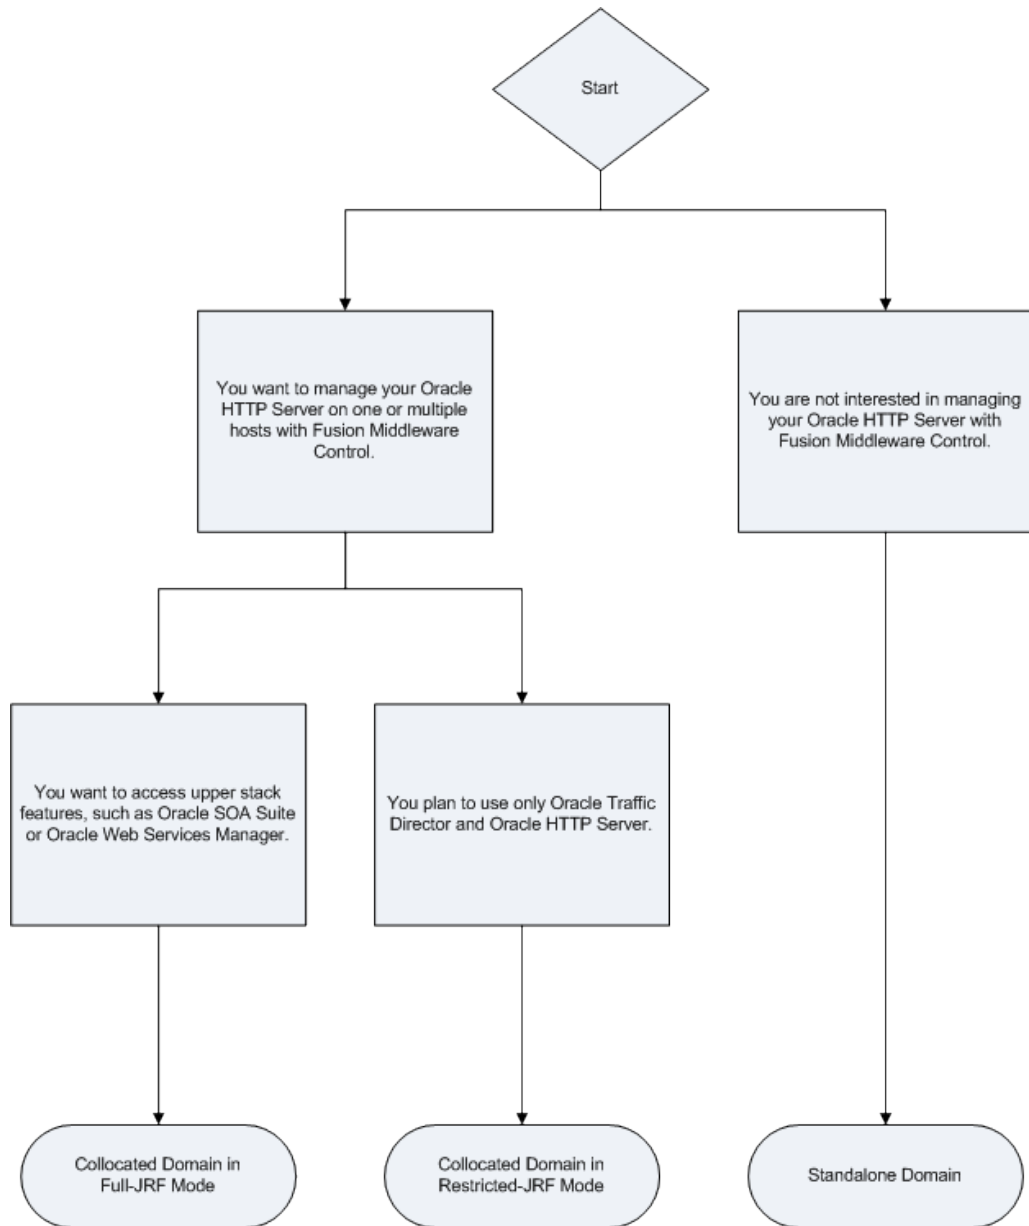 Start
You want to manage your Oracle
HTTP Server on one or multiple
hosts with Fusion Middleware
Control.
You are not interested in managing
your Oracle HTTP Server with
Fusion Middleware Control.
You want to access upper stack
features, such as Oracle SOA Suite
or Oracle Web Services Manager.
You plan to use only Oracle Traffic
Director and Oracle HTTP Server.
Collocated Domain in
Full-JRF Mode
Collocated Domain in
Restricted-JRF Mode
Standalone Domain